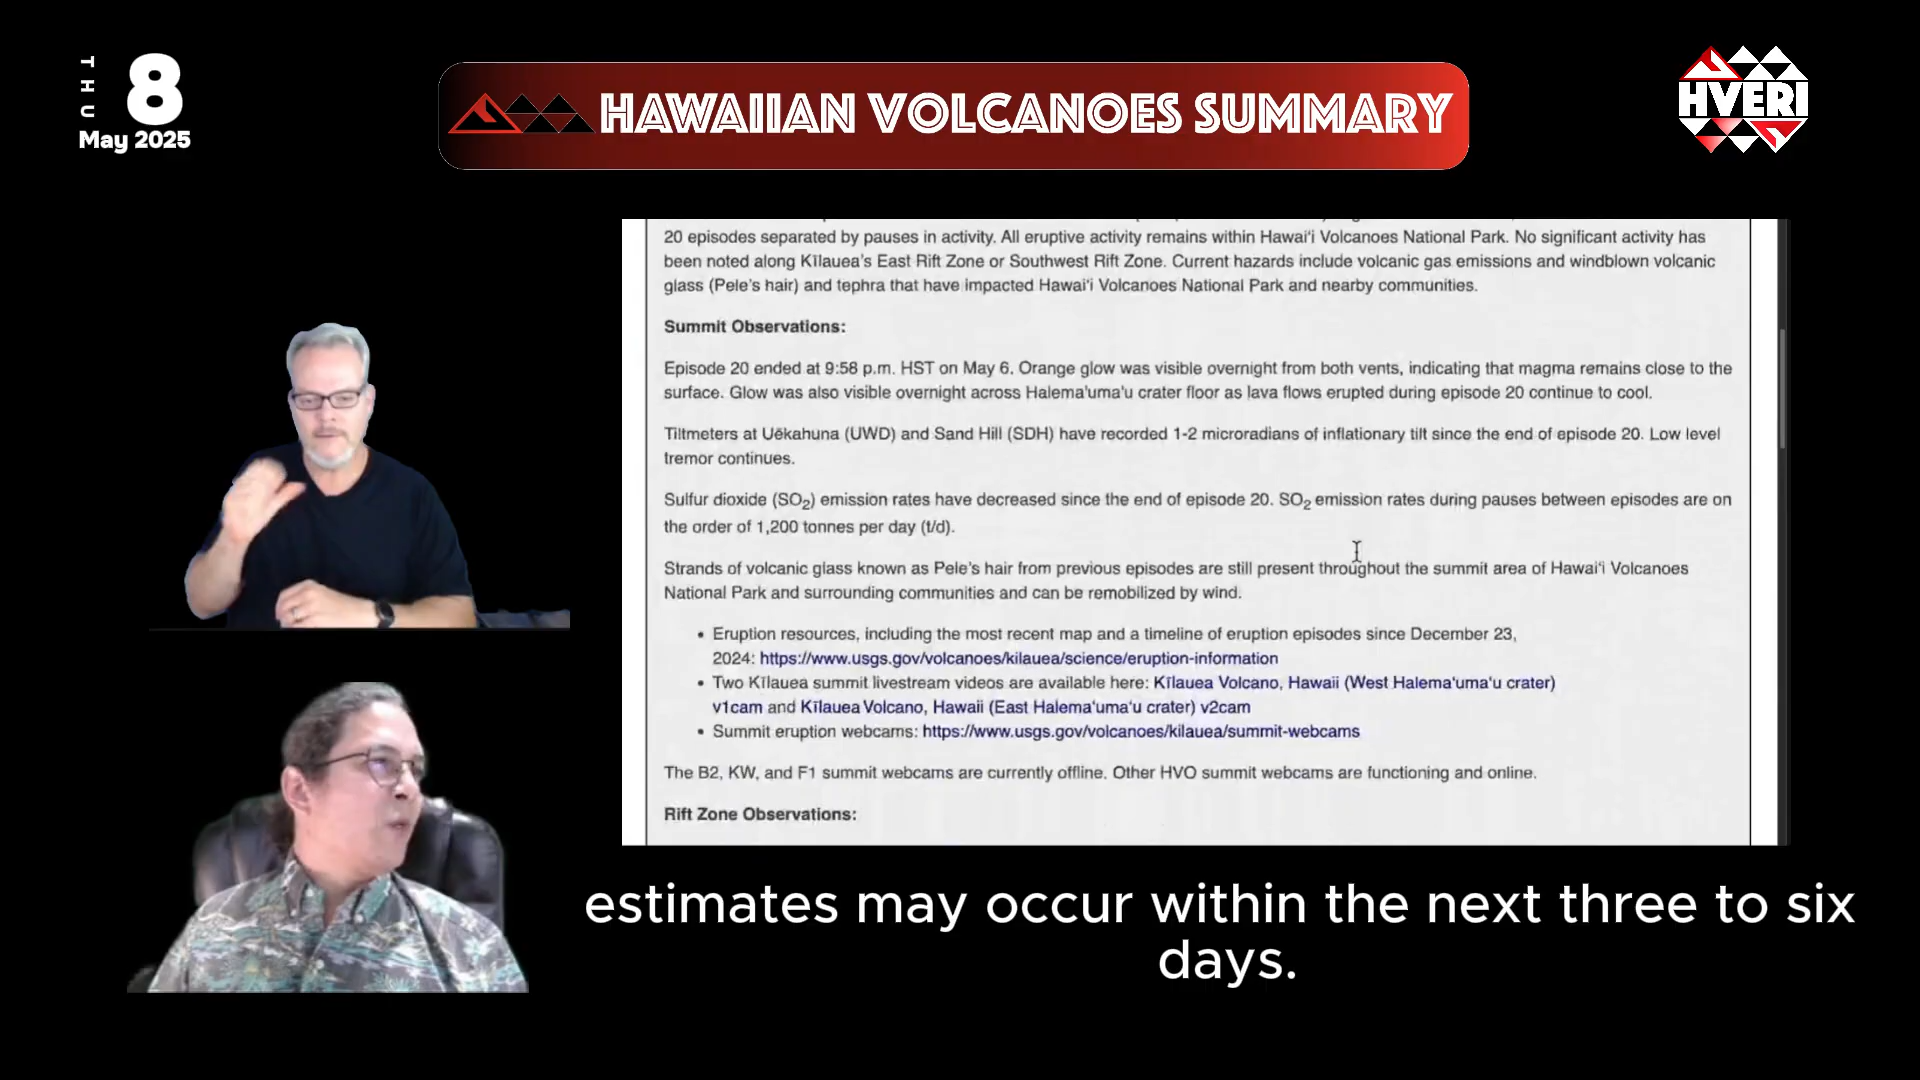 THU
8
May 2025
HAWAIIAN VOLCANOES SUMMARY
HVERI
20 episodes separated by pauses in activity. All eruptive activity remains within Hawaiʻi Volcanoes National Park. No significant activity has
been noted along Kīlauea's East Rift Zone or Southwest Rift Zone. Current hazards include volcanic gas emissions and windblown volcanic
glass (Pele's hair) and tephra that have impacted Hawaiʻi Volcanoes National Park and nearby communities.
Summit Observations:
Episode 20 ended at 9:58 p.m. HST on May 6. Orange glow was visible overnight from both vents, indicating that magma remains close to the
surface. Glow was also visible overnight across Halema'uma'u crater floor as lava flows erupted during episode 20 continue to cool.
Tiltmeters at Uēkahuna (UWD) and Sand Hill (SDH) have recorded 1-2 microradians of inflationary tilt since the end of episode 20. Low level
tremor continues.
Sulfur dioxide (SO2) emission rates have decreased since the end of episode 20. SO2 emission rates during pauses between episodes are on
the order of 1,200 tonnes per day (t/d).
Strands of volcanic glass known as Pele's hair from previous episodes are still present throughout the summit area of Hawaiʻi Volcanoes
National Park and surrounding communities and can be remobilized by wind.
• Eruption resources, including the most recent map and a timeline of eruption episodes since December 23,
2024: https://www.usgs.gov/volcanoes/kilauea/science/eruption-information
• Two Kīlauea summit livestream videos are available here: Kīlauea Volcano, Hawaii (West Halemaʻumaʻu crater)
v1cam and Kīlauea Volcano, Hawaii (East Halemaʻumaʻu crater) v2cam
• Summit eruption webcams: https://www.usgs.gov/volcanoes/kilauea/summit-webcams
The B2, KW, and F1 summit webcams are currently offline. Other HVO summit webcams are functioning and online.
Rift Zone Observations:
estimates may occur within the next three to six
days.